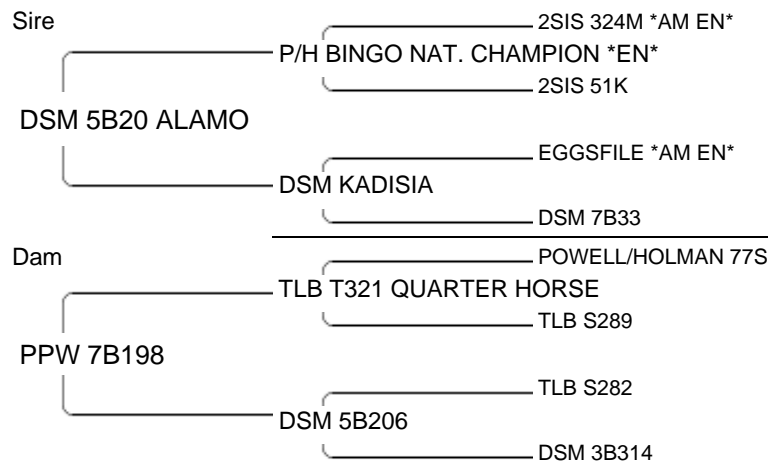 Sire
2SIS 324M *AM EN*
P/H BINGO NAT. CHAMPION *EN*
2SIS 51K
DSM 5B20 ALAMO
EGGSFILE *AM EN*
DSM KADISIA
DSM 7B33
Dam
POWELL/HOLMAN 77S
TLB T321 QUARTER HORSE
TLB S289
PPW 7B198
TLB S282
DSM 5B206
DSM 3B314